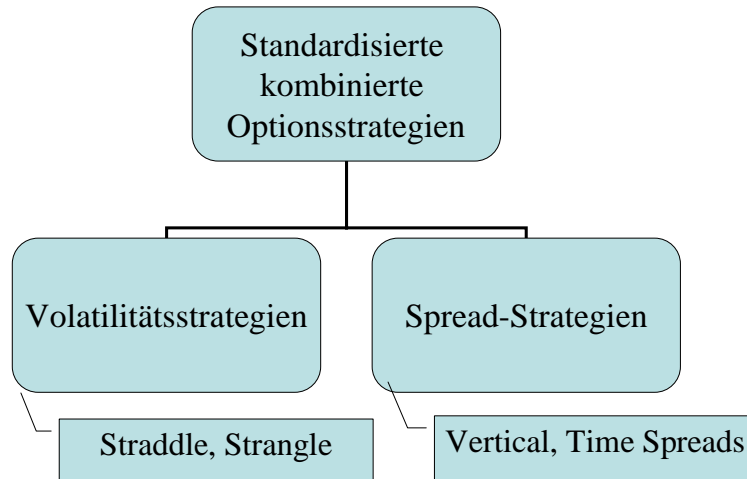 Standardisierte
kombinierte
Optionsstrategien
Volatilitätsstrategien
Spread-Strategien
Straddle, Strangle
Vertical, Time Spreads